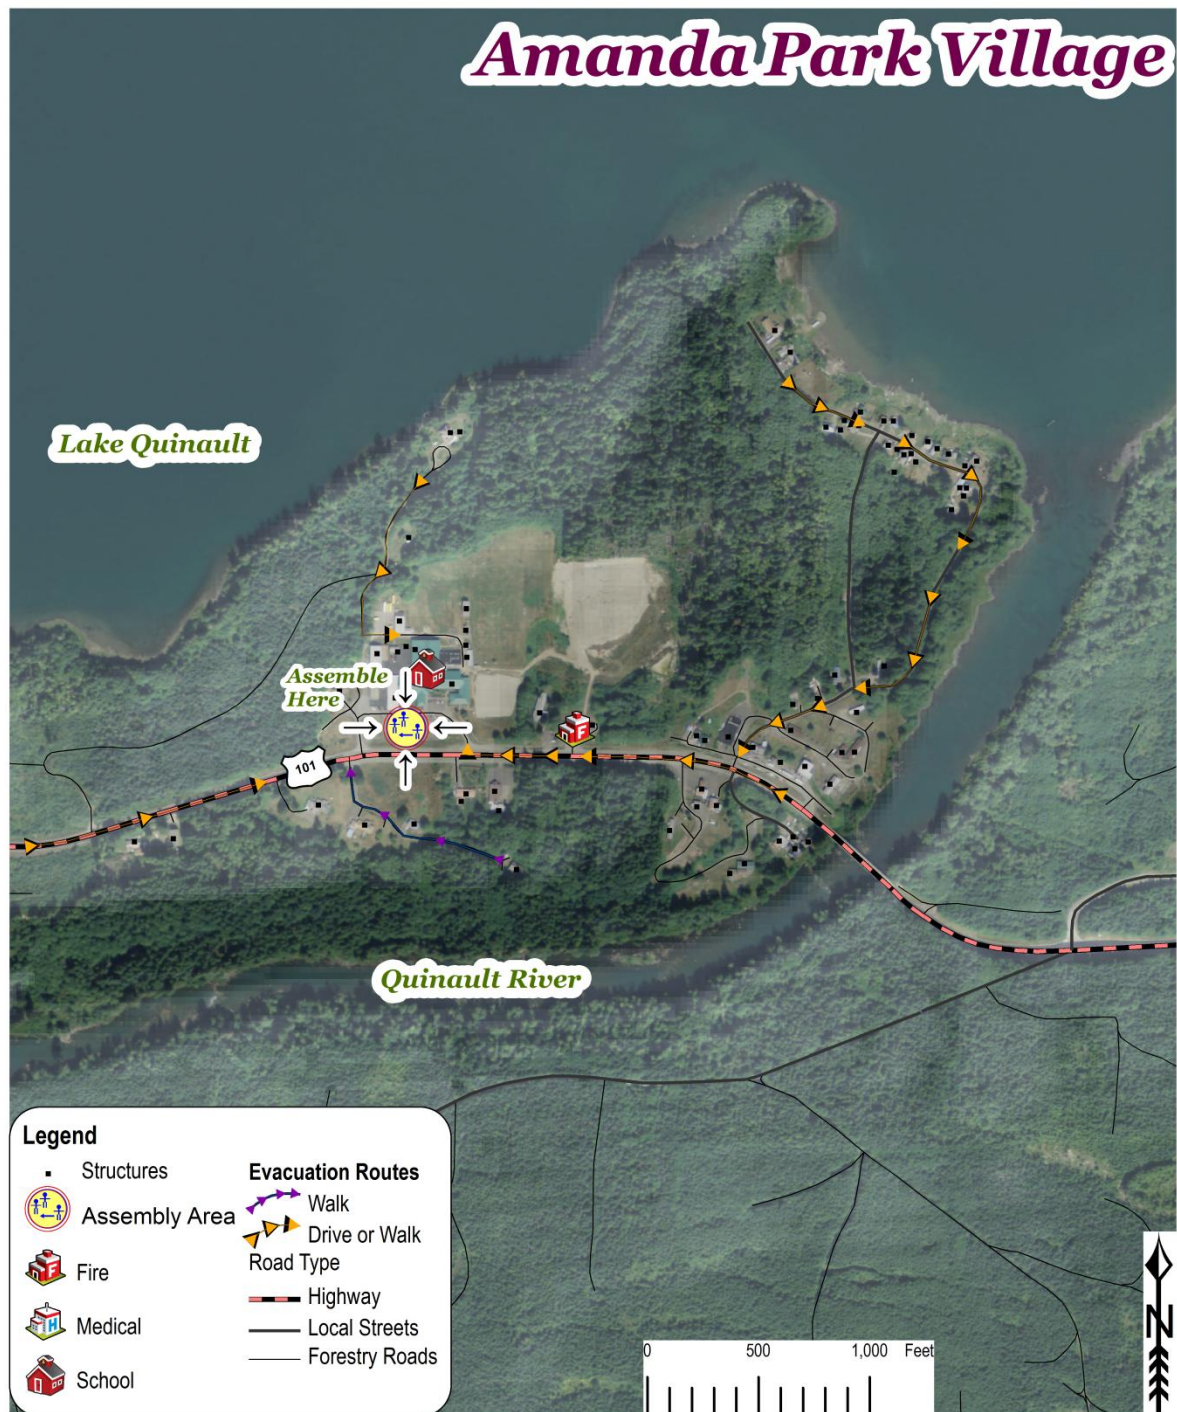 Amanda Park Village
Lake Quinault
Assemble
Here
F
101
Quinault River
Legend
Structures
Assembly Area
F
Fire
H
Medical
School
Evacuation Routes
Walk
Drive or Walk
Road Type
Highway
Local Streets
Forestry Roads
0 500 1,000 Feet
N